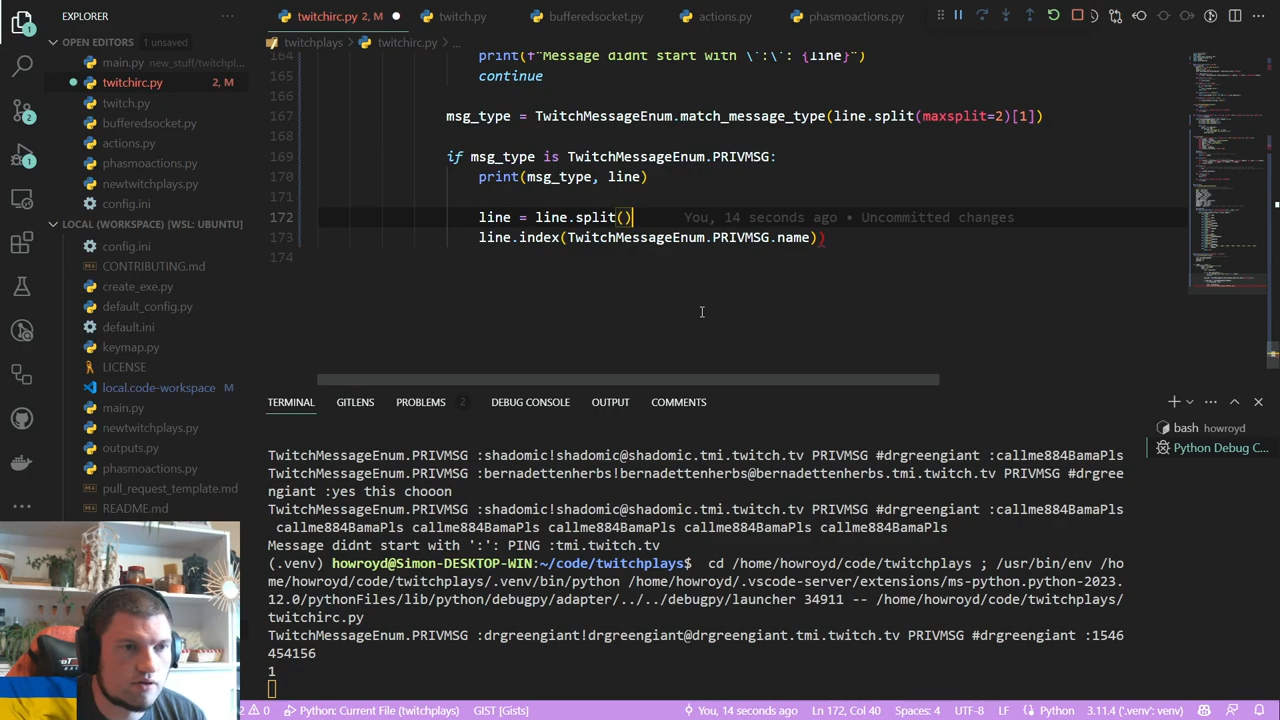 EXPLORER
···
twitchirc.py 2, M
twitch.py
bufferedsocket.py
actions.py
phasmoactions.py
OPEN EDITORS 1 unsaved
twitchplays > twitchirc.py > ...
main.py new_stuff/twitchpl...
twitchirc.py 2, M
twitch.py
bufferedsocket.py
actions.py
phasmoactions.py
newtwitchplays.py
config.ini
LOCAL (WORKSPACE) [WSL: UBUNTU]
config.ini
CONTRIBUTING.md
create_exe.py
default_config.py
default.ini
keymap.py
LICENSE
local.code-workspace M
main.py
newtwitchplays.py
outputs.py
phasmoactions.py
pull_request_template.md
README.md
164 print(f"Message didnt start with \':\': {line}")
165 continue
166
167 msg_type = TwitchMessageEnum.match_message_type(line.split(maxsplit=2)[1])
169 if msg_type is TwitchMessageEnum.PRIVMSG:
170 print(msg_type, line)
171
172 line = line.split() You, 14 seconds ago • Uncommitted changes
173 line.index(TwitchMessageEnum.PRIVMSG.name))
174
TERMINAL GITLENS PROBLEMS 2 DEBUG CONSOLE OUTPUT COMMENTS
bash howroyd
Python Debug C...
TwitchMessageEnum.PRIVMSG :shadomic!shadomic@shadomic.tmi.twitch.tv PRIVMSG #drgreengiant :callme884BamaPls
TwitchMessageEnum.PRIVMSG :bernadettenherbs!bernadettenherbs@bernadettenherbs.tmi.twitch.tv PRIVMSG #drgre
engiant :yes this chooon
TwitchMessageEnum.PRIVMSG :shadomic!shadomic@shadomic.tmi.twitch.tv PRIVMSG #drgreengiant :callme884BamaPls
callme884BamaPls callme884BamaPls callme884BamaPls callme884BamaPls callme884BamaPls
Message didnt start with ':': PING :tmi.twitch.tv
(.venv) howroyd@Simon-DESKTOP-WIN:~/code/twitchplays$ cd /home/howroyd/code/twitchplays ; /usr/bin/env /ho
me/howroyd/code/twitchplays/.venv/bin/python /home/howroyd/.vscode-server/extensions/ms-python.python-2023.
12.0/pythonFiles/lib/python/debugpy/adapter/../../debugpy/launcher 34911 -- /home/howroyd/code/twitchplays/
twitchirc.py
TwitchMessageEnum.PRIVMSG :drgreengiant!drgreengiant@drgreengiant.tmi.twitch.tv PRIVMSG #drgreengiant :1546
454156
1
2 0 Python: Current File (twitchplays) GIST [Gists] You, 14 seconds ago Ln 172, Col 40 Spaces: 4 UTF-8 LF Python 3.11.4 ('.venv': venv)